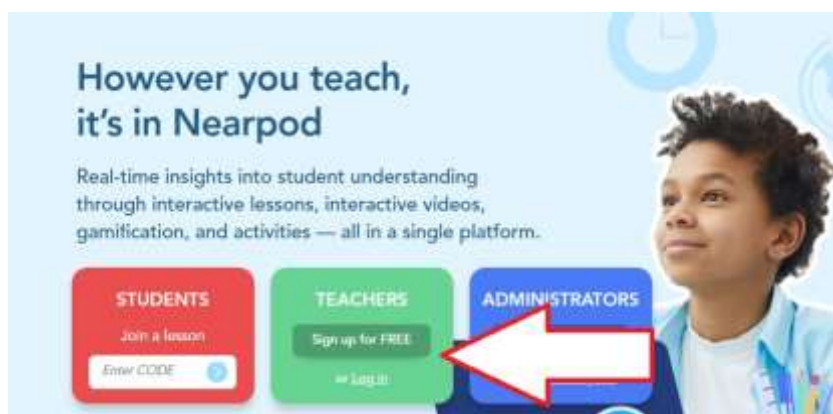 However you teach,
it's in Nearpod
Real-time insights into student understanding
through interactive lessons, interactive videos,
gamification, and activities — all in a single platform.
STUDENTS
Join a lesson
Enter CODE
TEACHERS
Sign up for FREE
or Log in
ADMINISTRATORS